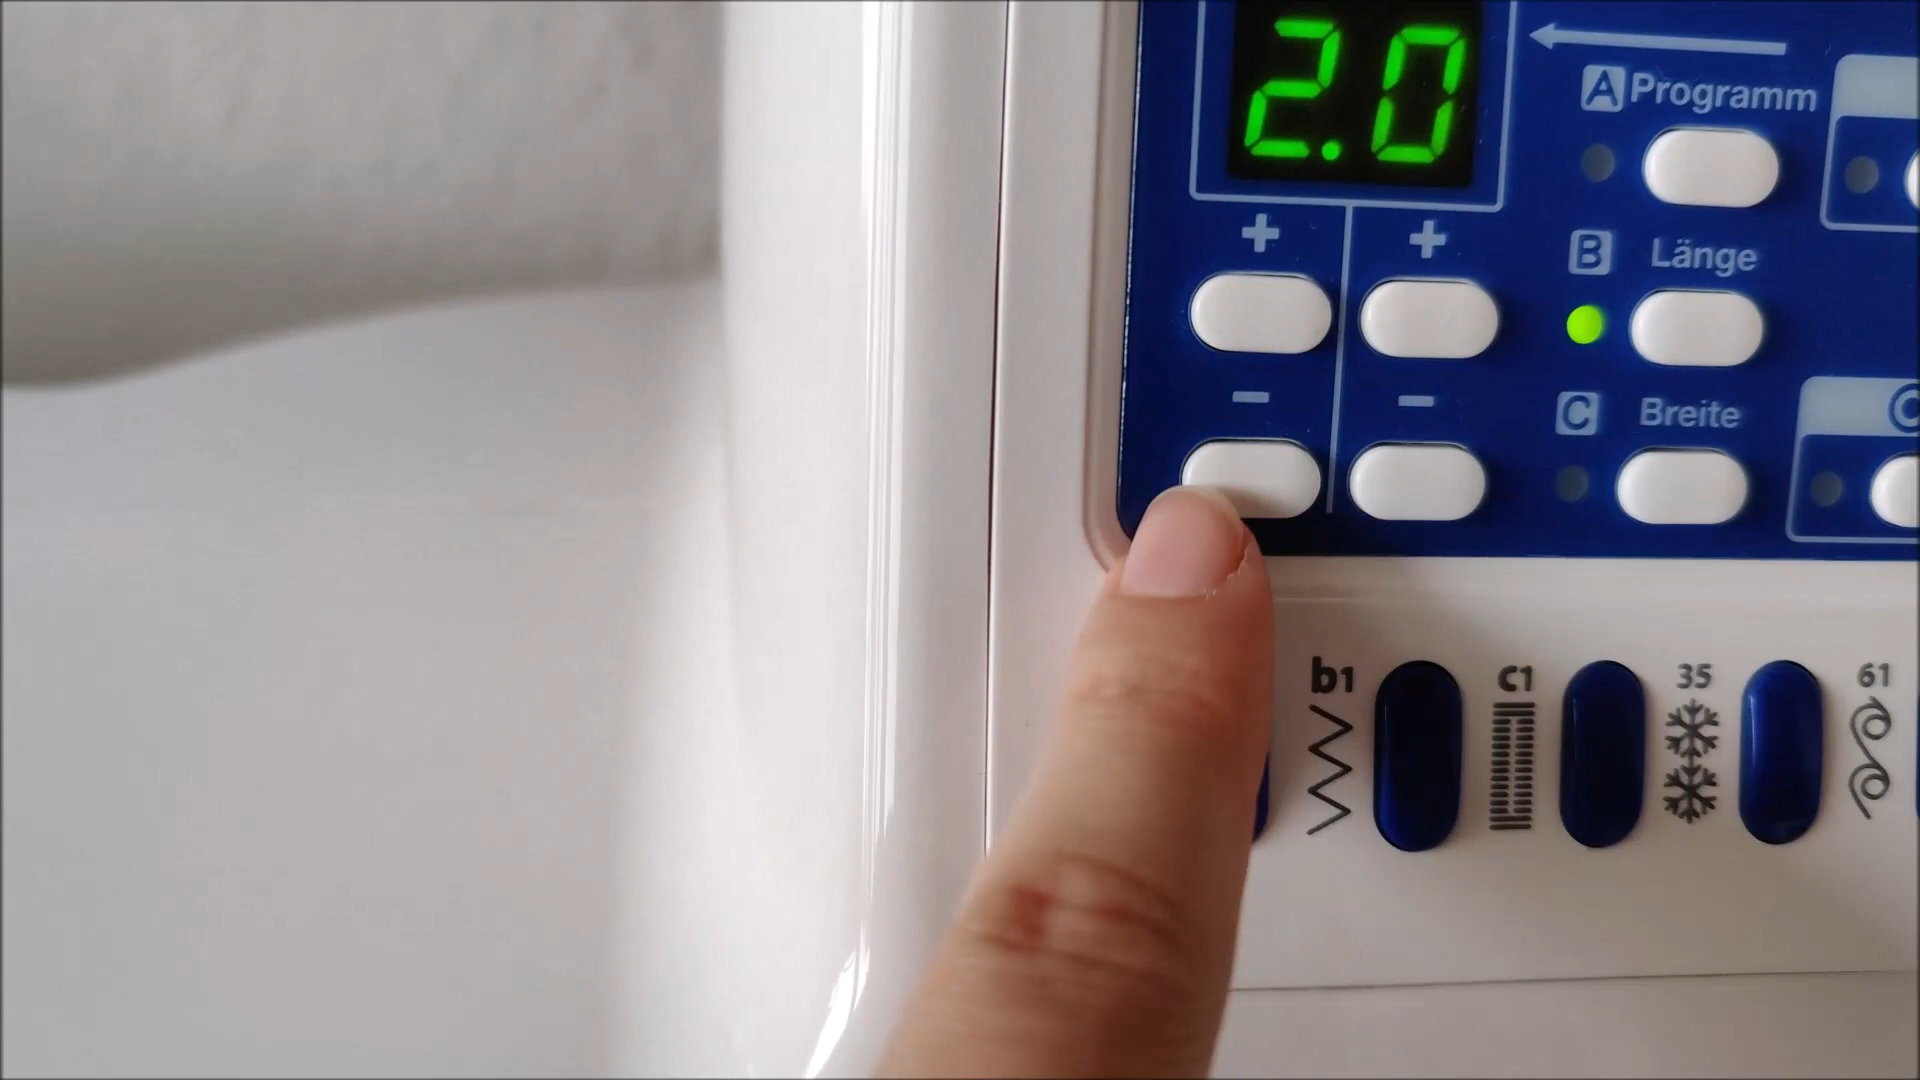 2.0
A Programm
+ +
B Länge
- -
C Breite
b1 c1 35 61